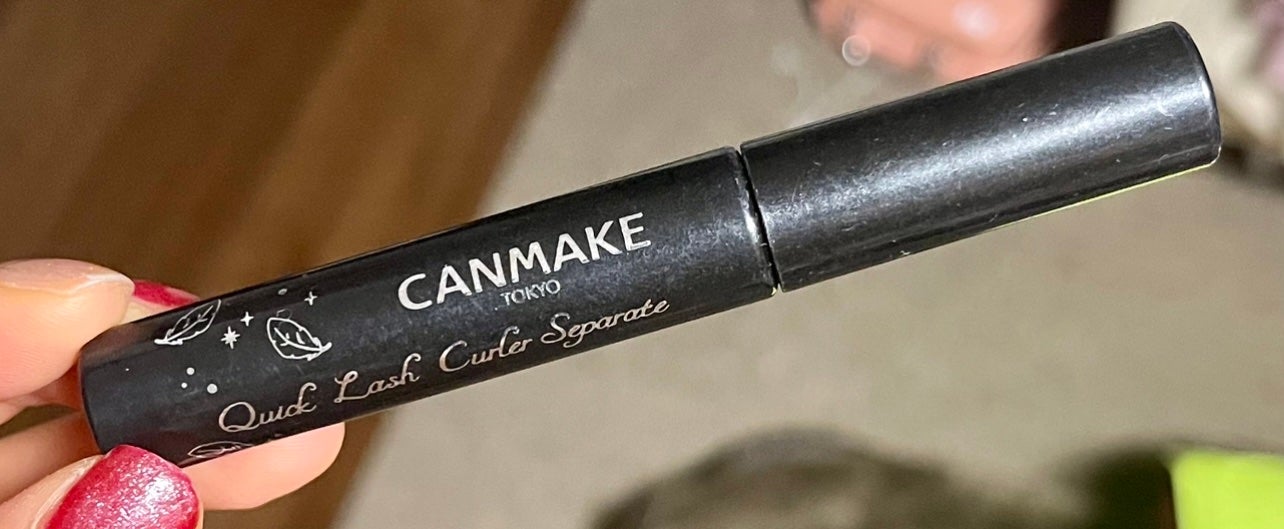 CANMAKE
TOKYO
Quick Lash Curler Separate